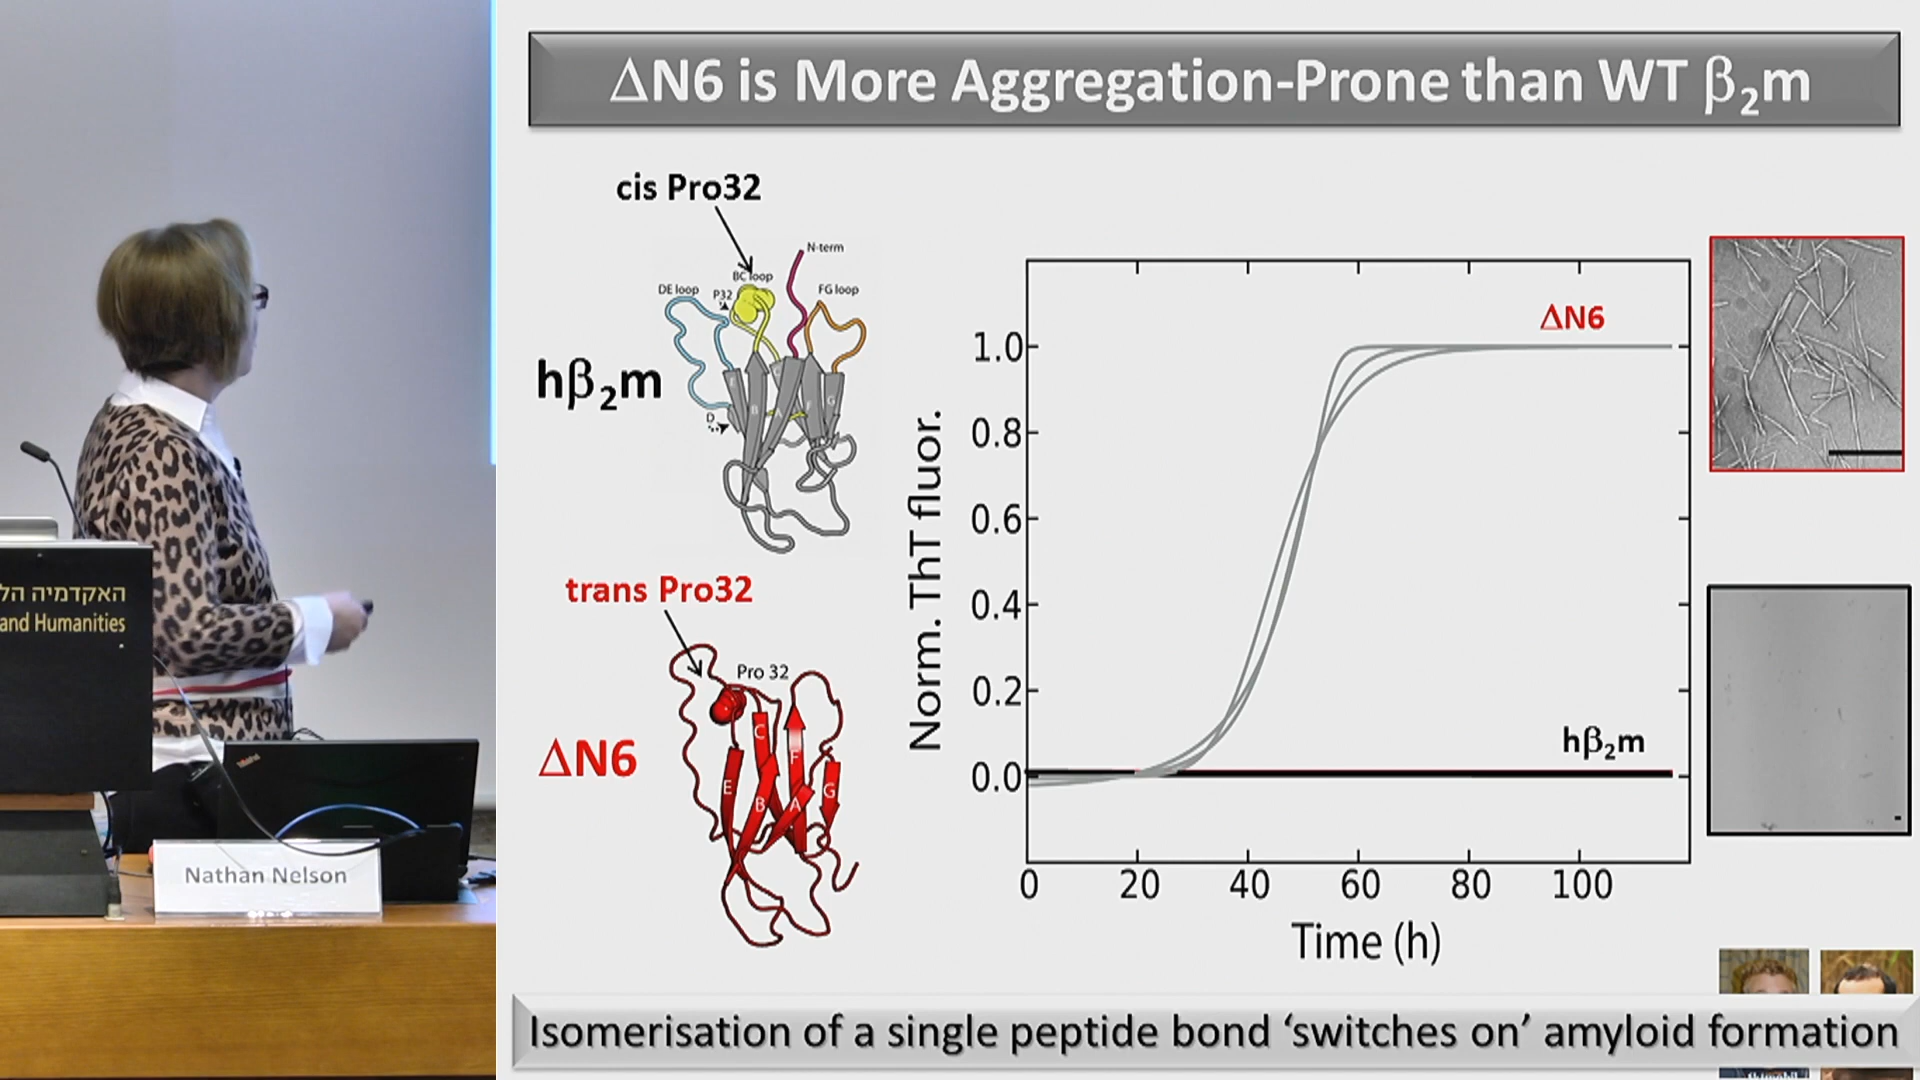 ΔN6 is More Aggregation-Prone than WT β₂m
cis Pro32
N-term
BC loop
DE loop
P32
FG loop
hβ₂m
D
B
A
F
G
trans Pro32
Pro 32
ΔN6
C
F
E
B
A
G
Norm. ThT fluor.
1.0
0.8
0.6
0.4
0.2
0.0
ΔN6
hβ₂m
0 20 40 60 80 100
Time (h)
Isomerisation of a single peptide bond ‘switches on’ amyloid formation
האקדמיה הל
and Humanities
ThinkPad
Nathan Nelson